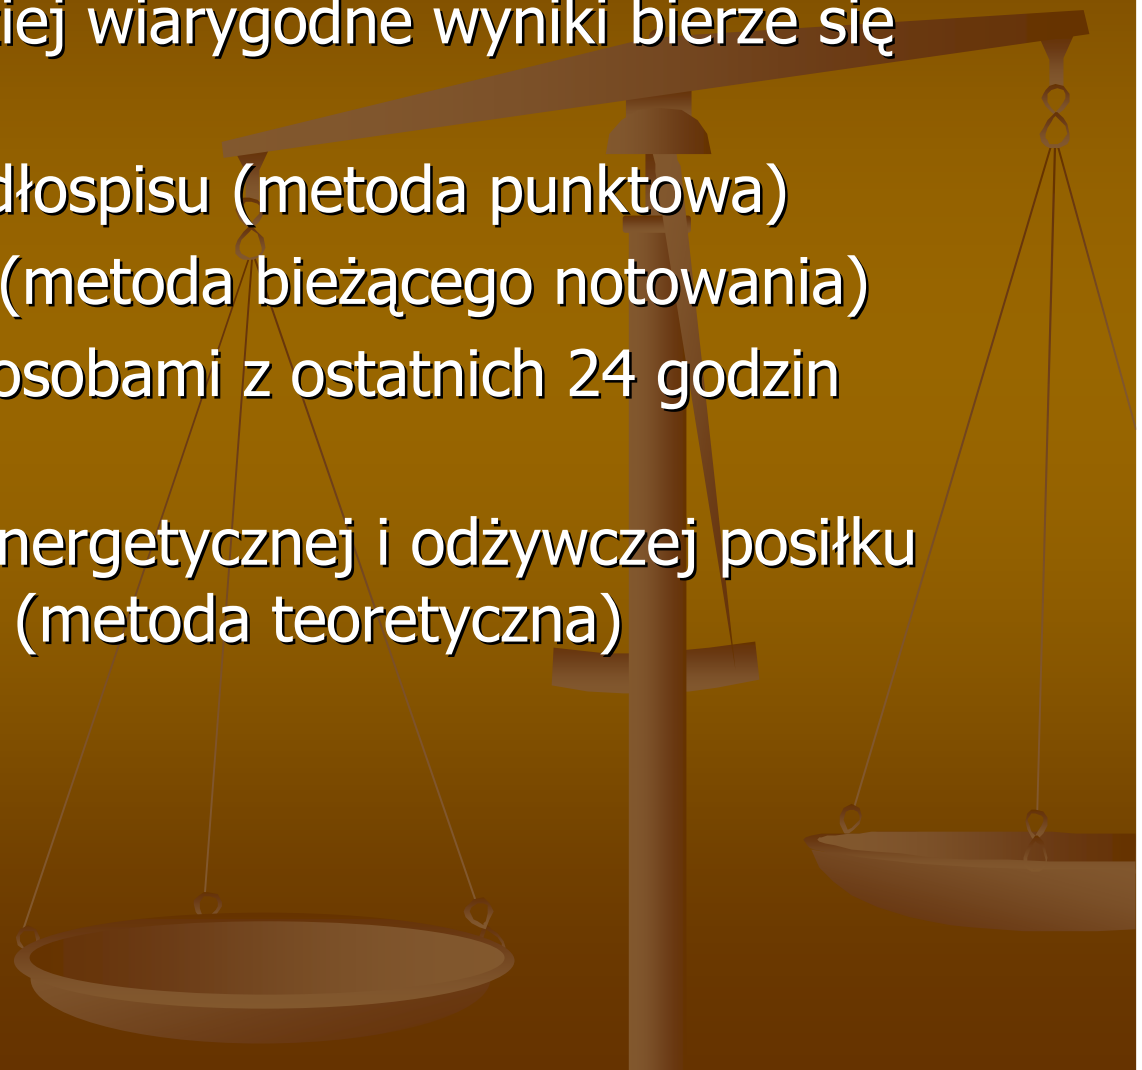 iej wiarygodne wyniki bierze się
dłospisu (metoda punktowa)
(metoda bieżącego notowania)
osobami z ostatnich 24 godzin
nergetycznej i odżywczej posiłku
(metoda teoretyczna)